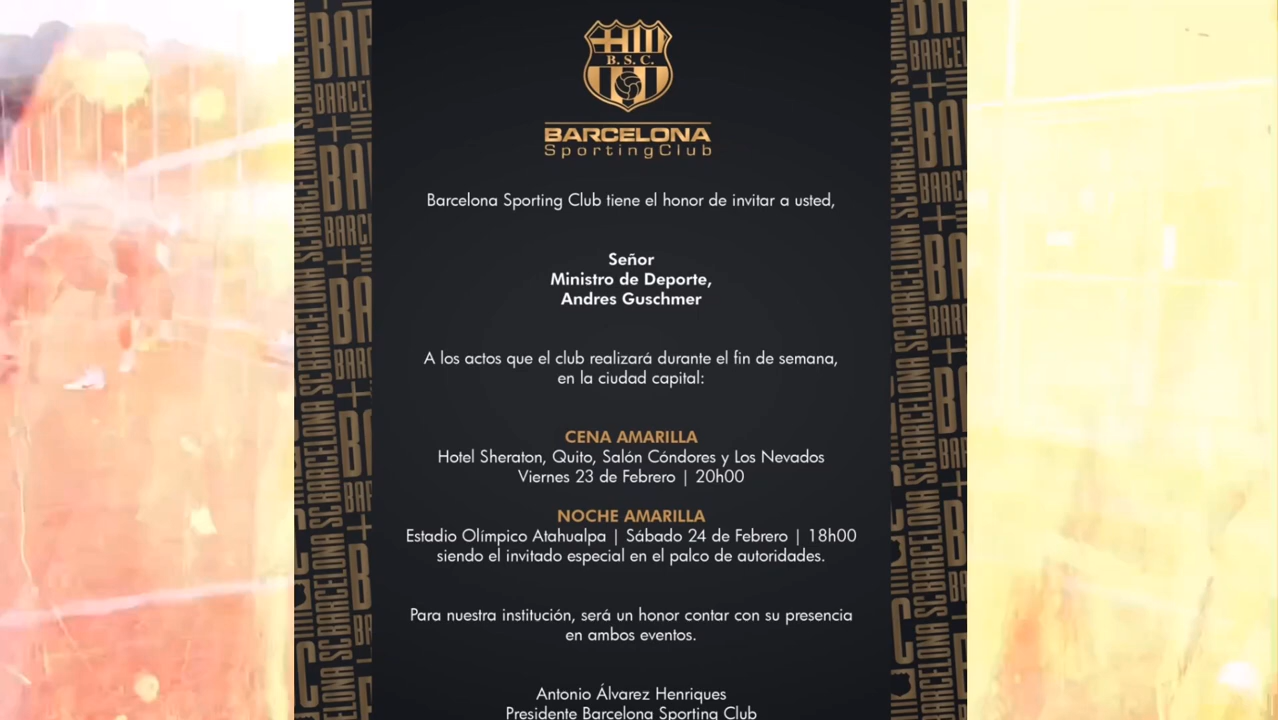 B. S. C.
BARCELONA
SportingClub
Barcelona Sporting Club tiene el honor de invitar a usted,
Señor
Ministro de Deporte,
Andres Guschmer
A los actos que el club realizará durante el fin de semana,
en la ciudad capital:
CENA AMARILLA
Hotel Sheraton, Quito, Salón Cóndores y Los Nevados
Viernes 23 de Febrero | 20h00
NOCHE AMARILLA
Estadio Olímpico Atahualpa | Sábado 24 de Febrero | 18h00
siendo el invitado especial en el palco de autoridades.
Para nuestra institución, será un honor contar con su presencia
en ambos eventos.
Antonio Álvarez Henriques
Presidente Barcelona Sporting Club